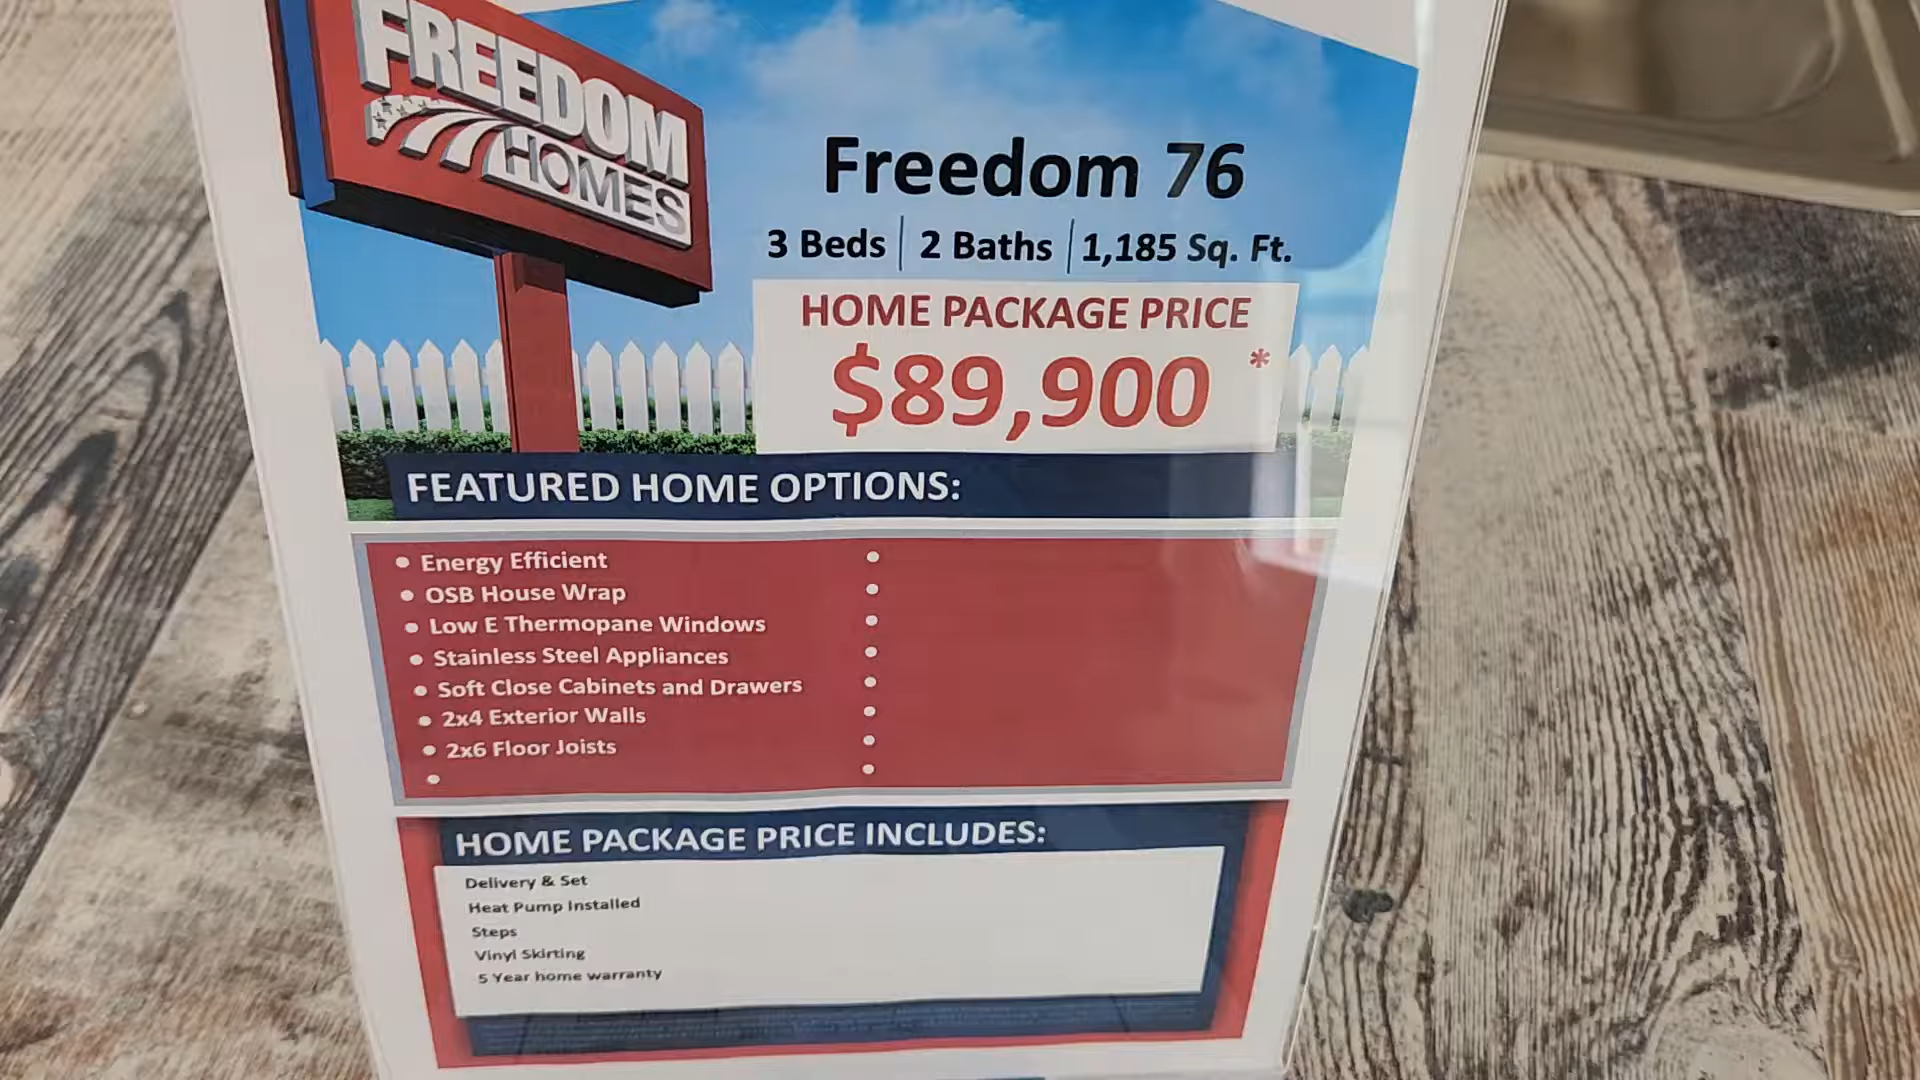 FREEDOM
HOMES
Freedom 76
3 Beds | 2 Baths | 1,185 Sq. Ft.
HOME PACKAGE PRICE
$89,900 *
FEATURED HOME OPTIONS:
• Energy Efficient
• OSB House Wrap
• Low E Thermopane Windows
• Stainless Steel Appliances
• Soft Close Cabinets and Drawers
• 2x4 Exterior Walls
• 2x6 Floor Joists
HOME PACKAGE PRICE INCLUDES:
Delivery & Set
Heat Pump Installed
Steps
Vinyl Skirting
5 Year home warranty